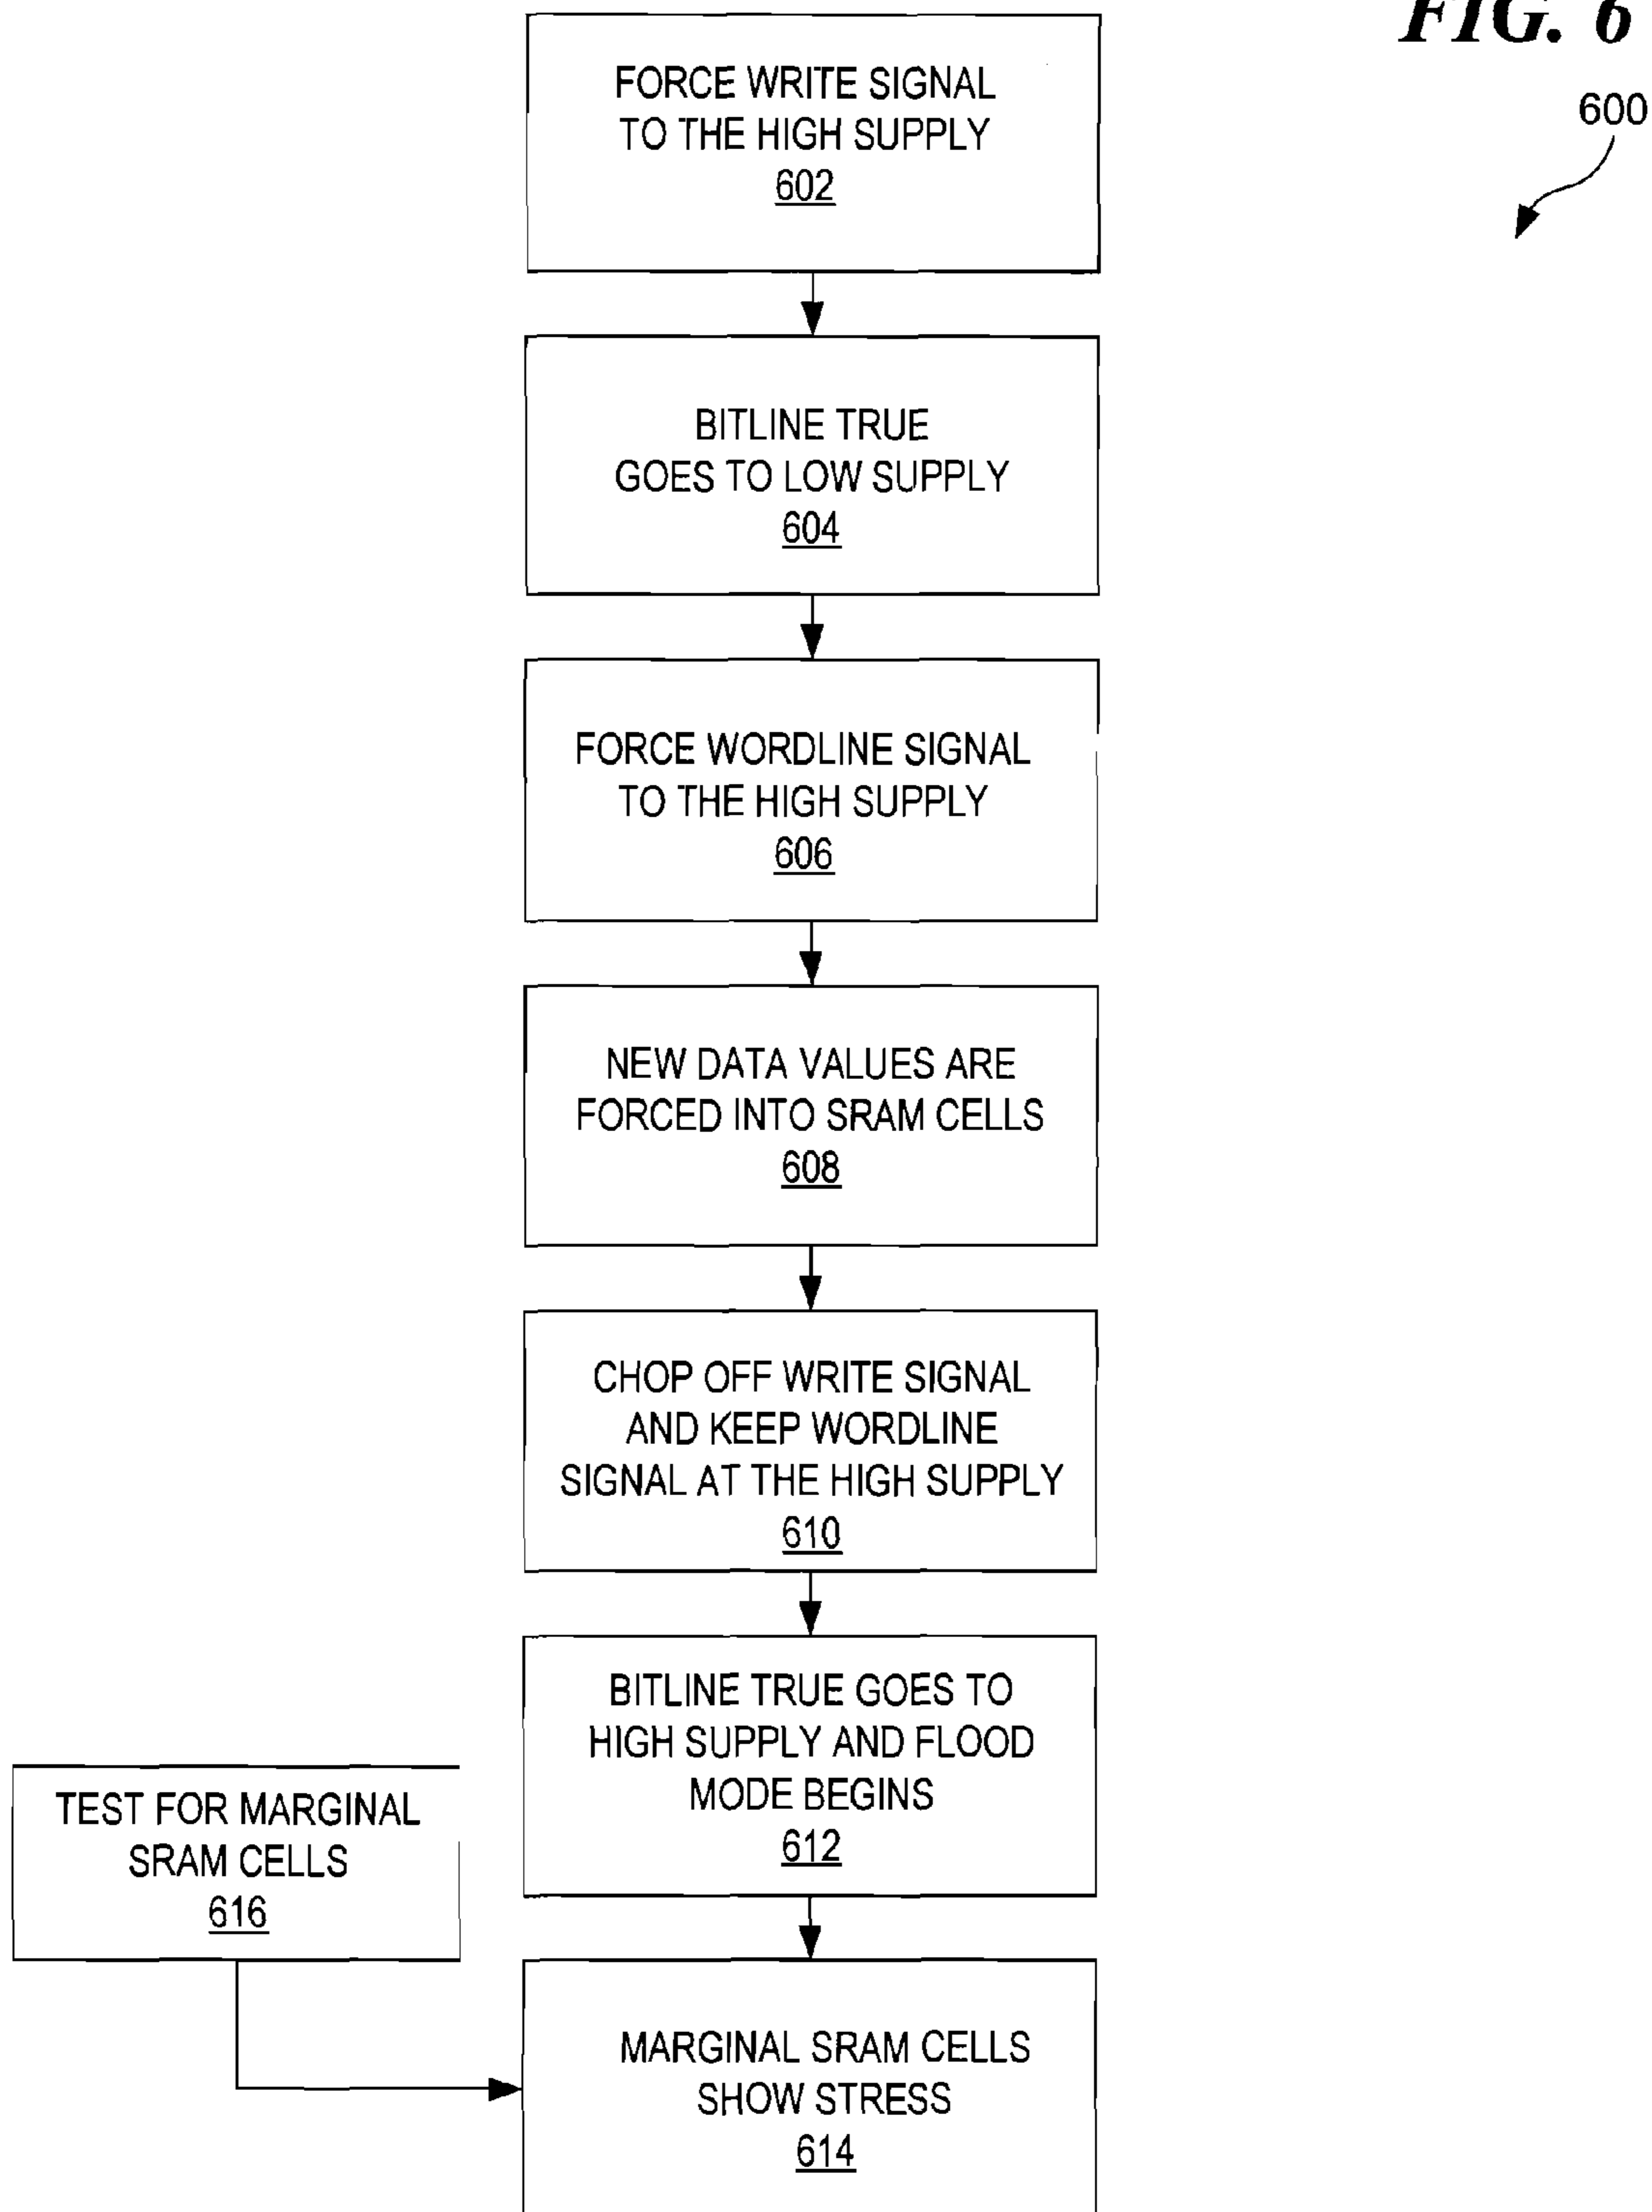 FIG. 6
600
FORCE WRITE SIGNAL
TO THE HIGH SUPPLY
602
BITLINE TRUE
GOES TO LOW SUPPLY
604
FORCE WORDLINE SIGNAL
TO THE HIGH SUPPLY
606
NEW DATA VALUES ARE
FORCED INTO SRAM CELLS
608
CHOP OFF WRITE SIGNAL
AND KEEP WORDLINE
SIGNAL AT THE HIGH SUPPLY
610
BITLINE TRUE GOES TO
HIGH SUPPLY AND FLOOD
MODE BEGINS
612
TEST FOR MARGINAL
SRAM CELLS
616
MARGINAL SRAM CELLS
SHOW STRESS
614